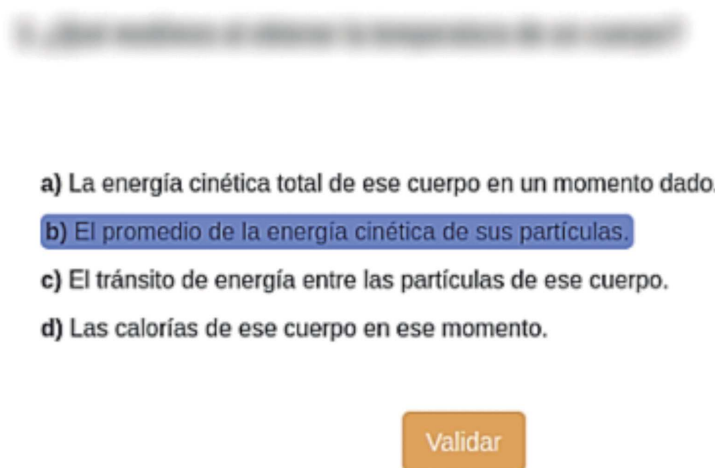 a) La energía cinética total de ese cuerpo en un momento dado.
b) El promedio de la energía cinética de sus partículas.
c) El tránsito de energía entre las partículas de ese cuerpo.
d) Las calorías de ese cuerpo en ese momento.
Validar